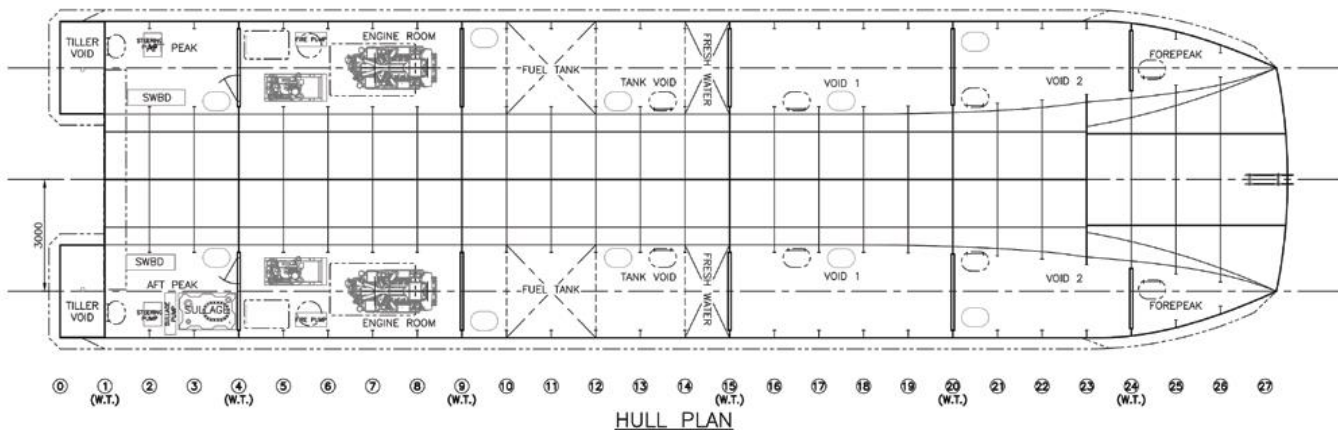 TILLER
VOID
STEERING
PUMP
AFT PEAK
SWBD
FIRE PUMP
ENGINE ROOM
FUEL TANK
TANK VOID
FRESH WATER
VOID 1
VOID 2
FOREPEAK
3000
SWBD
AFT PEAK
TILLER
VOID
STEERING
PUMP
SULLAGE
PUMP
SULLAGE
FIRE PUMP
ENGINE ROOM
FUEL TANK
TANK VOID
FRESH WATER
VOID 1
VOID 2
FOREPEAK
0 1 2 3 4 5 6 7 8 9 10 11 12 13 14 15 16 17 18 19 20 21 22 23 24 25 26 27
(W.T.) (W.T.) (W.T.) (W.T.) (W.T.) (W.T.)
HULL PLAN